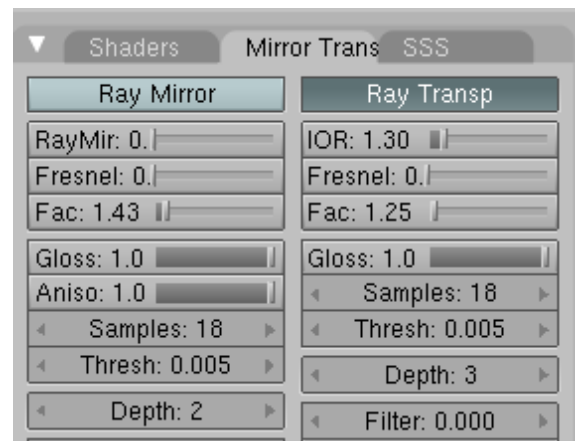 Shaders Mirror Trans SSS
Ray Mirror
RayMir: 0.
Fresnel: 0.
Fac: 1.43
Gloss: 1.0
Aniso: 1.0
Samples: 18
Thresh: 0.005
Depth: 2
Ray Transp
IOR: 1.30
Fresnel: 0.
Fac: 1.25
Gloss: 1.0
Samples: 18
Thresh: 0.005
Depth: 3
Filter: 0.000